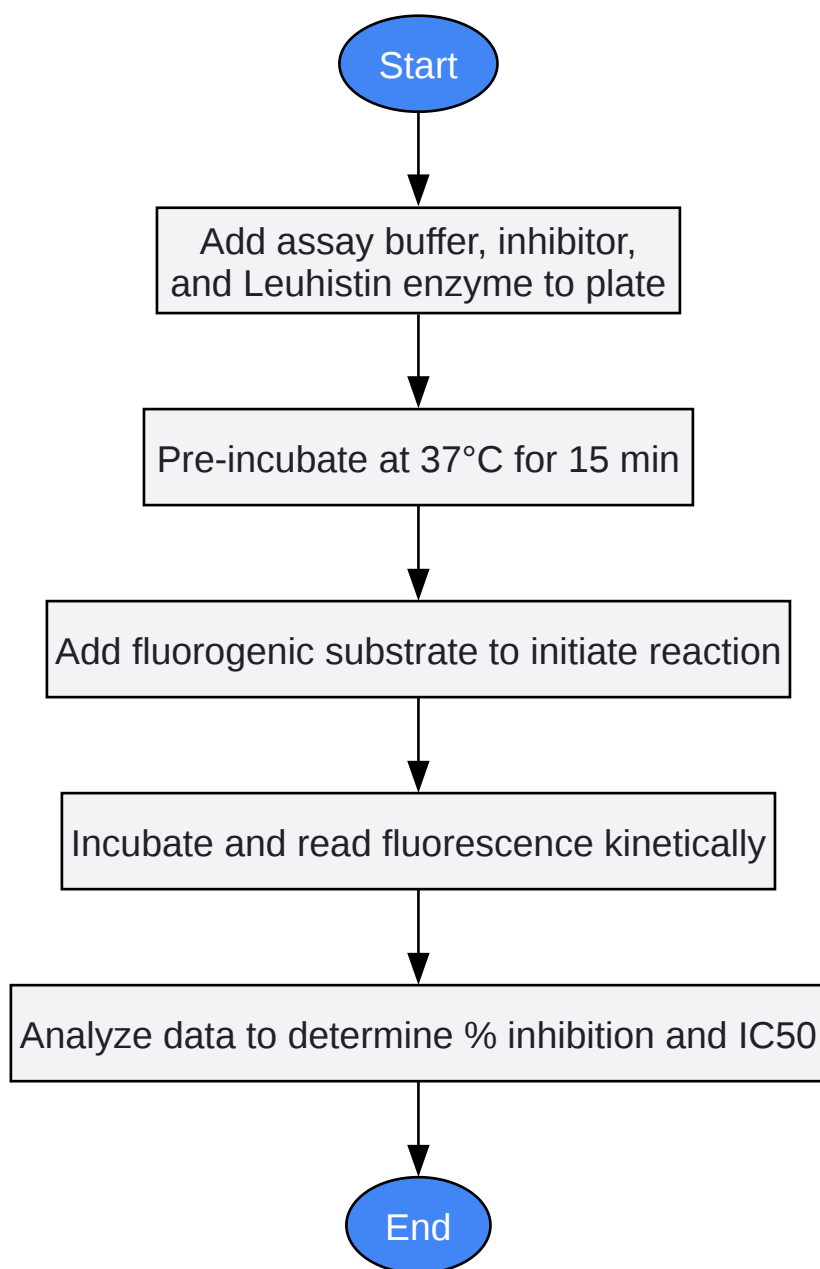 Start
Add assay buffer, inhibitor,
and Leuhistin enzyme to plate
Pre-incubate at 37°C for 15 min
Add fluorogenic substrate to initiate reaction
Incubate and read fluorescence kinetically
Analyze data to determine % inhibition and IC50
End